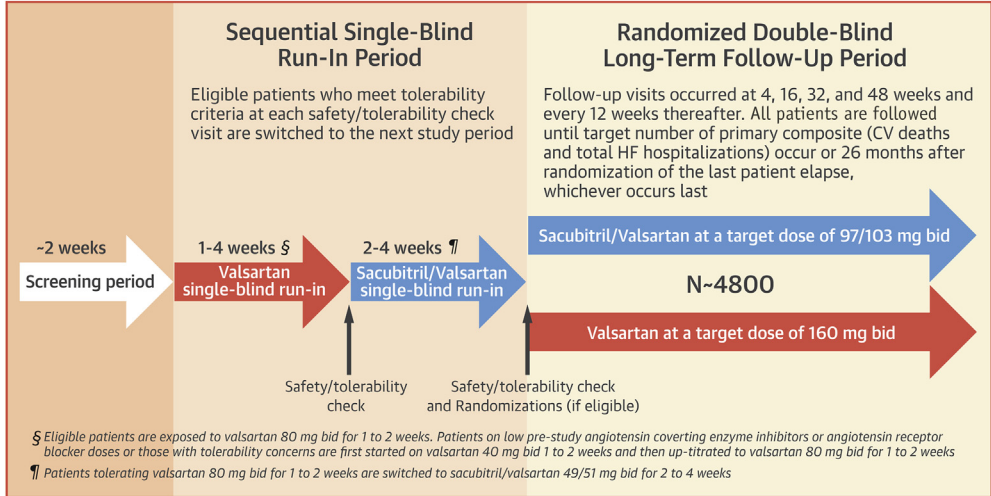 Sequential Single-Blind
Run-In Period
Eligible patients who meet tolerability
criteria at each safety/tolerability check
visit are switched to the next study period
Randomized Double-Blind
Long-Term Follow-Up Period
Follow-up visits occurred at 4, 16, 32, and 48 weeks and
every 12 weeks thereafter. All patients are followed
until target number of primary composite (CV deaths
and total HF hospitalizations) occur or 26 months after
randomization of the last patient elapse,
whichever occurs last
~2 weeks
Screening period
1-4 weeks §
Valsartan
single-blind run-in
2-4 weeks ¶
Sacubitril/Valsartan
single-blind run-in
Sacubitril/Valsartan at a target dose of 97/103 mg bid
N~4800
Valsartan at a target dose of 160 mg bid
Safety/tolerability
check
Safety/tolerability check
and Randomizations (if eligible)
§ Eligible patients are exposed to valsartan 80 mg bid for 1 to 2 weeks. Patients on low pre-study angiotensin coverting enzyme inhibitors or angiotensin receptor
blocker doses or those with tolerability concerns are first started on valsartan 40 mg bid 1 to 2 weeks and then up-titrated to valsartan 80 mg bid for 1 to 2 weeks
¶ Patients tolerating valsartan 80 mg bid for 1 to 2 weeks are switched to sacubitril/valsartan 49/51 mg bid for 2 to 4 weeks